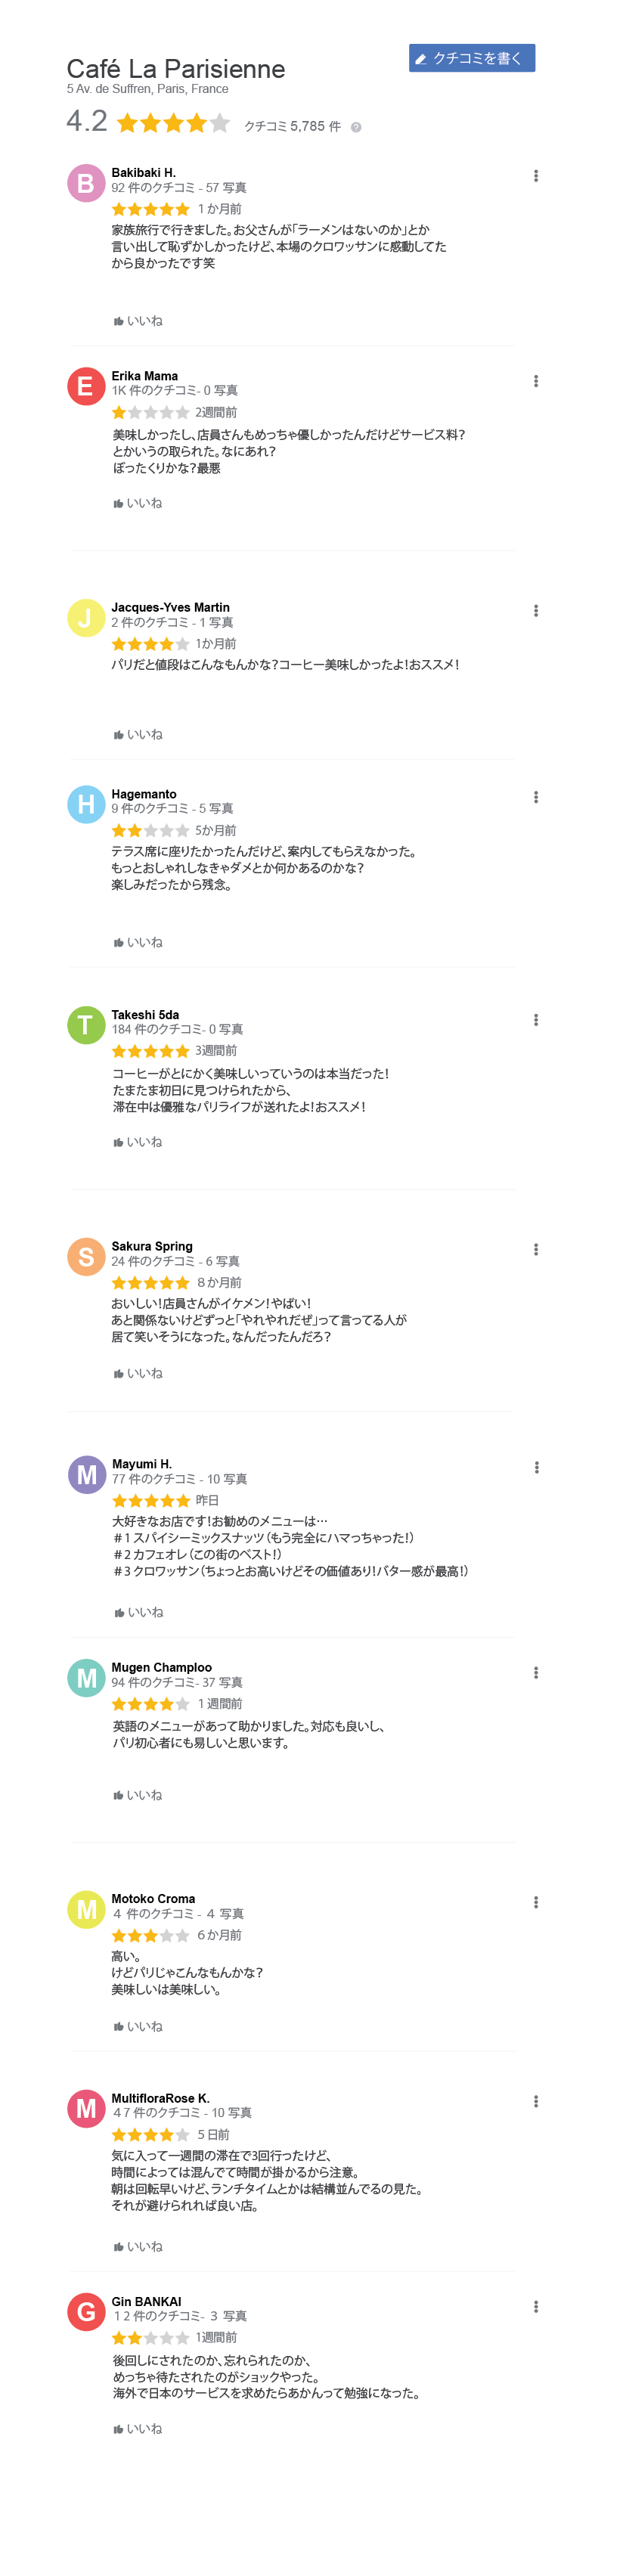 クチコミを書く
Café La Parisienne
5 Av. de Suffren, Paris, France
4.2 クチコミ 5,785 件 ?
B Bakibaki H.
92 件のクチコミ - 57 写真
1 か月前
家族旅行で行きました。お父さんが「ラーメンはないのか」とか
言い出して恥ずかしかったけど、本場のクロワッサンに感動してた
から良かったです笑
いいね
E Erika Mama
1K 件のクチコミ- 0 写真
2週間前
美味しかったし、店員さんもめっちゃ優しかったんだけどサービス料?
とかいうの取られた。なにあれ?
ぼったくりかな?最悪
いいね
J Jacques-Yves Martin
2 件のクチコミ - 1 写真
1か月前
パリだと値段はこんなもんかな?コーヒー美味しかったよ!おススメ!
いいね
H Hagemanto
9 件のクチコミ - 5 写真
5か月前
テラス席に座りたかったんだけど、案内してもらえなかった。
もっとおしゃれしなきゃダメとか何かあるのかな?
楽しみだったから残念。
いいね
T Takeshi 5da
184 件のクチコミ- 0 写真
3週間前
コーヒーがとにかく美味しいっていうのは本当だった!
たまたま初日に見つけられたから、
滞在中は優雅なパリライフが送れたよ!おススメ!
いいね
S Sakura Spring
24 件のクチコミ - 6 写真
8か月前
おいしい!店員さんがイケメン!やばい!
あと関係ないけどずっと「やれやれだぜ」って言ってる人が
居て笑いそうになった。なんだったんだろ?
いいね
M Mayumi H.
77 件のクチコミ - 10 写真
昨日
大好きなお店です!お勧めのメニューは…
#1 スパイシーミックスナッツ（もう完全にハマっちゃった!）
#2 カフェオレ（この街のベスト!）
#3 クロワッサン（ちょっとお高いけどその価値あり!バター感が最高!）
いいね
M Mugen Champloo
94 件のクチコミ- 37 写真
1 週間前
英語のメニューがあって助かりました。対応も良いし、
パリ初心者にも易しいと思います。
いいね
M Motoko Croma
4 件のクチコミ - 4 写真
6か月前
高い。
けどパリじゃこんなもんかな?
美味しいは美味しい。
いいね
M MultifloraRose K.
47 件のクチコミ - 10 写真
5日前
気に入って一週間の滞在で3回行ったけど、
時間によっては混んでて時間が掛かるから注意。
朝は回転早いけど、ランチタイムとかは結構並んでるの見た。
それが避けられれば良い店。
いいね
G Gin BANKAI
12 件のクチコミ- 3 写真
1週間前
後回しにされたのか、忘れられたのか、
めっちゃ待たされたのがショックやった。
海外で日本のサービスを求めたらあかんって勉強になった。
いいね